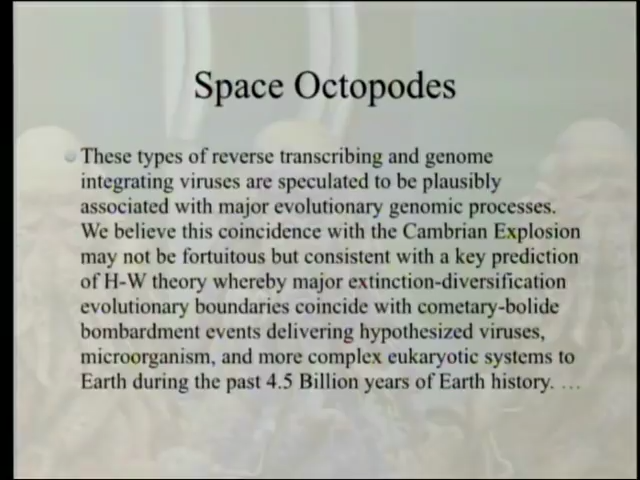 Space Octopodes
These types of reverse transcribing and genome
integrating viruses are speculated to be plausibly
associated with major evolutionary genomic processes.
We believe this coincidence with the Cambrian Explosion
may not be fortuitous but consistent with a key prediction
of H-W theory whereby major extinction-diversification
evolutionary boundaries coincide with cometary-bolide
bombardment events delivering hypothesized viruses,
microorganism, and more complex eukaryotic systems to
Earth during the past 4.5 Billion years of Earth history. …